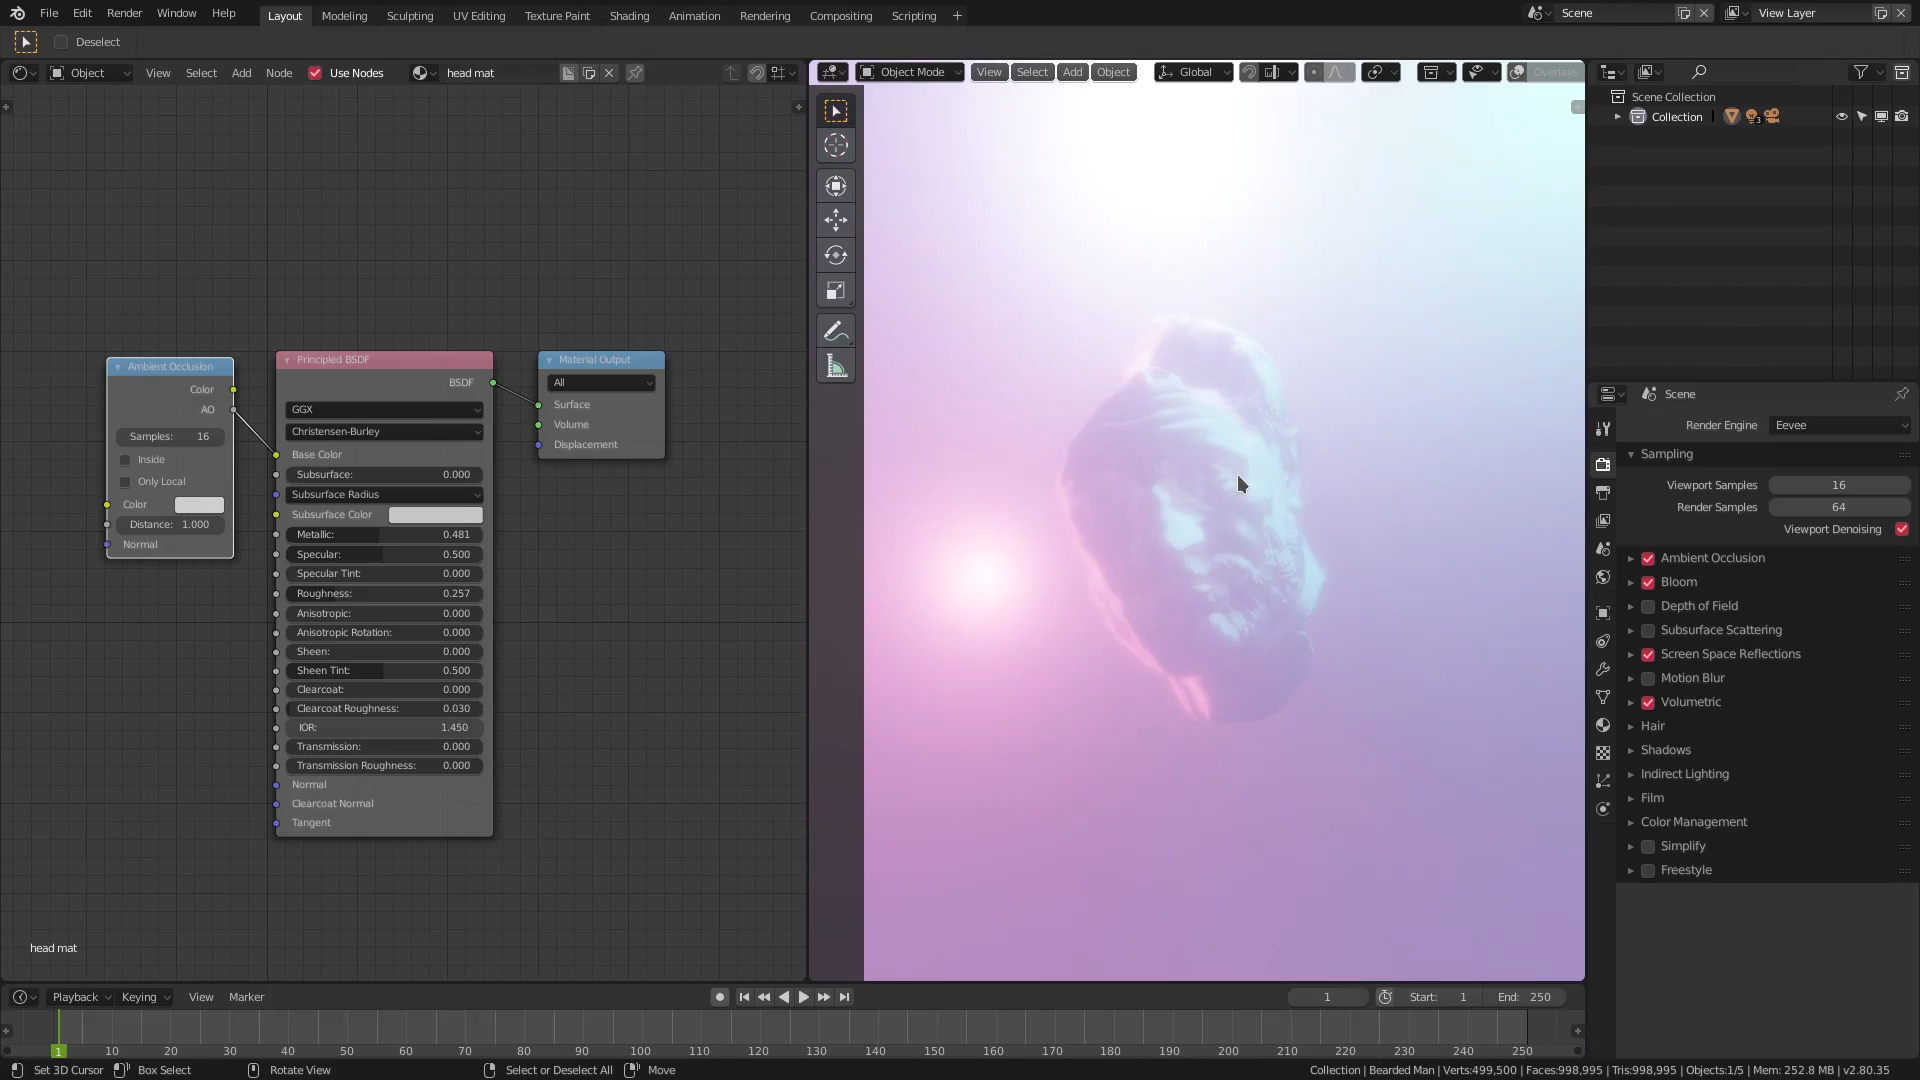 File Edit Render Window Help Layout Modeling Sculpting UV Editing Texture Paint Shading Animation Rendering Compositing Scripting + Scene View Layer
Deselect
Object View Select Add Node Use Nodes head mat
Object Mode View Select Add Object Global Overlays
Scene Collection
Collection 3
Ambient Occlusion
Color
AO
Samples: 16
Inside
Only Local
Color
Distance: 1.000
Normal
Principled BSDF
BSDF
GGX
Christensen-Burley
Base Color
Subsurface: 0.000
Subsurface Radius
Subsurface Color
Metallic: 0.481
Specular: 0.500
Specular Tint: 0.000
Roughness: 0.257
Anisotropic: 0.000
Anisotropic Rotation: 0.000
Sheen: 0.000
Sheen Tint: 0.500
Clearcoat: 0.000
Clearcoat Roughness: 0.030
IOR: 1.450
Transmission: 0.000
Transmission Roughness: 0.000
Normal
Clearcoat Normal
Tangent
Material Output
All
Surface
Volume
Displacement
head mat
Scene
Render Engine Eevee
Sampling
Viewport Samples 16
Render Samples 64
Viewport Denoising
Ambient Occlusion
Bloom
Depth of Field
Subsurface Scattering
Screen Space Reflections
Motion Blur
Volumetric
Hair
Shadows
Indirect Lighting
Film
Color Management
Simplify
Freestyle
Playback Keying View Marker 1 Start: 1 End: 250
1 10 20 30 40 50 60 70 80 90 100 110 120 130 140 150 160 170 180 190 200 210 220 230 240 250
Set 3D Cursor Box Select Rotate View Select or Deselect All Move Collection | Bearded Man | Verts:499,500 | Faces:998,995 | Tris:998,995 | Objects:1/5 | Mem: 252.8 MB | v2.80.35